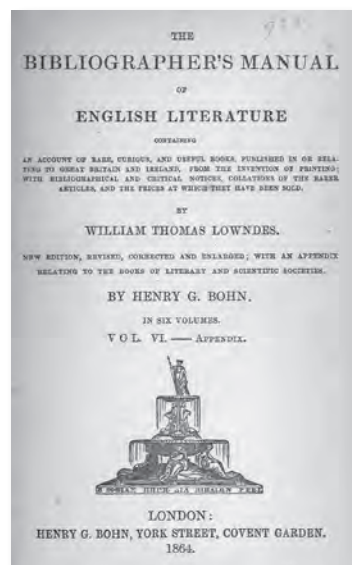 THE
BIBLIOGRAPHER'S MANUAL
OF
ENGLISH LITERATURE
CONTAINING
AN ACCOUNT OF RARE, CURIOUS, AND USEFUL BOOKS, PUBLISHED IN OR RELA-
TING TO GREAT BRITAIN AND IRELAND, FROM THE INVENTION OF PRINTING;
WITH BIBLIOGRAPHICAL AND CRITICAL NOTICES, COLLATIONS OF THE RARER
ARTICLES, AND THE PRICES AT WHICH THEY HAVE BEEN SOLD.
BY
WILLIAM THOMAS LOWNDES.
NEW EDITION, REVISED, CORRECTED AND ENLARGED; WITH AN APPENDIX
RELATING TO THE BOOKS OF LITERARY AND SCIENTIFIC SOCIETIES.
BY HENRY G. BOHN.
IN SIX VOLUMES.
VOL. VI. — APPENDIX.
LONDON:
HENRY G. BOHN, YORK STREET, COVENT GARDEN.
1864.